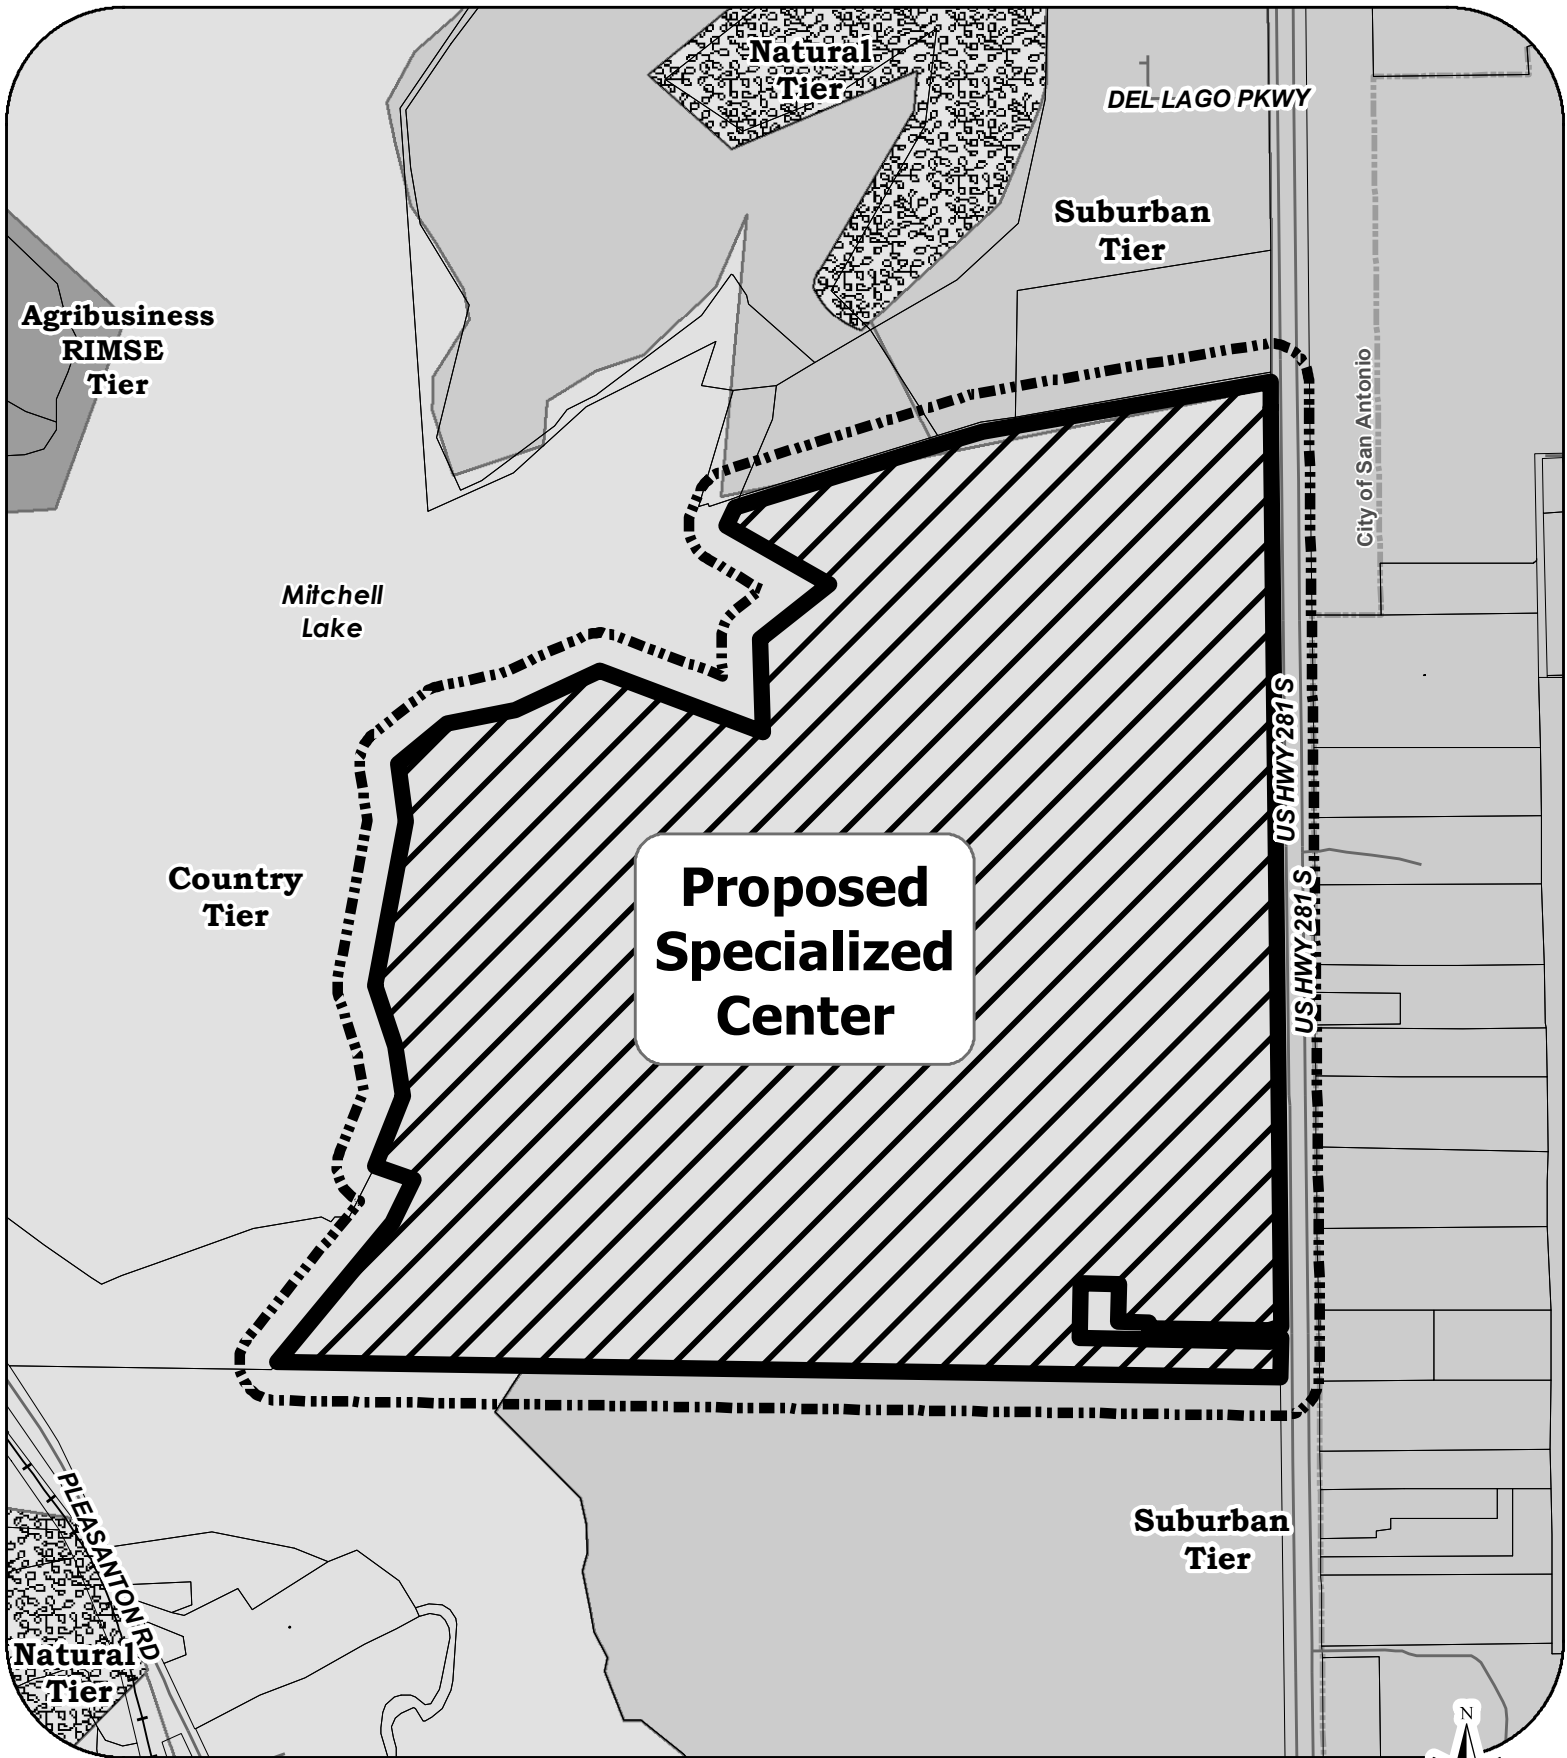 Natural
Tier
DEL LAGO PKWY
Suburban
Tier
Agribusiness
RIMSE
Tier
City of San Antonio
Mitchell
Lake
US HWY 281 S
Country
Tier
Proposed
Specialized
Center
US HWY 281 S
PLEASANTON RD
Suburban
Tier
Natural
Tier
N